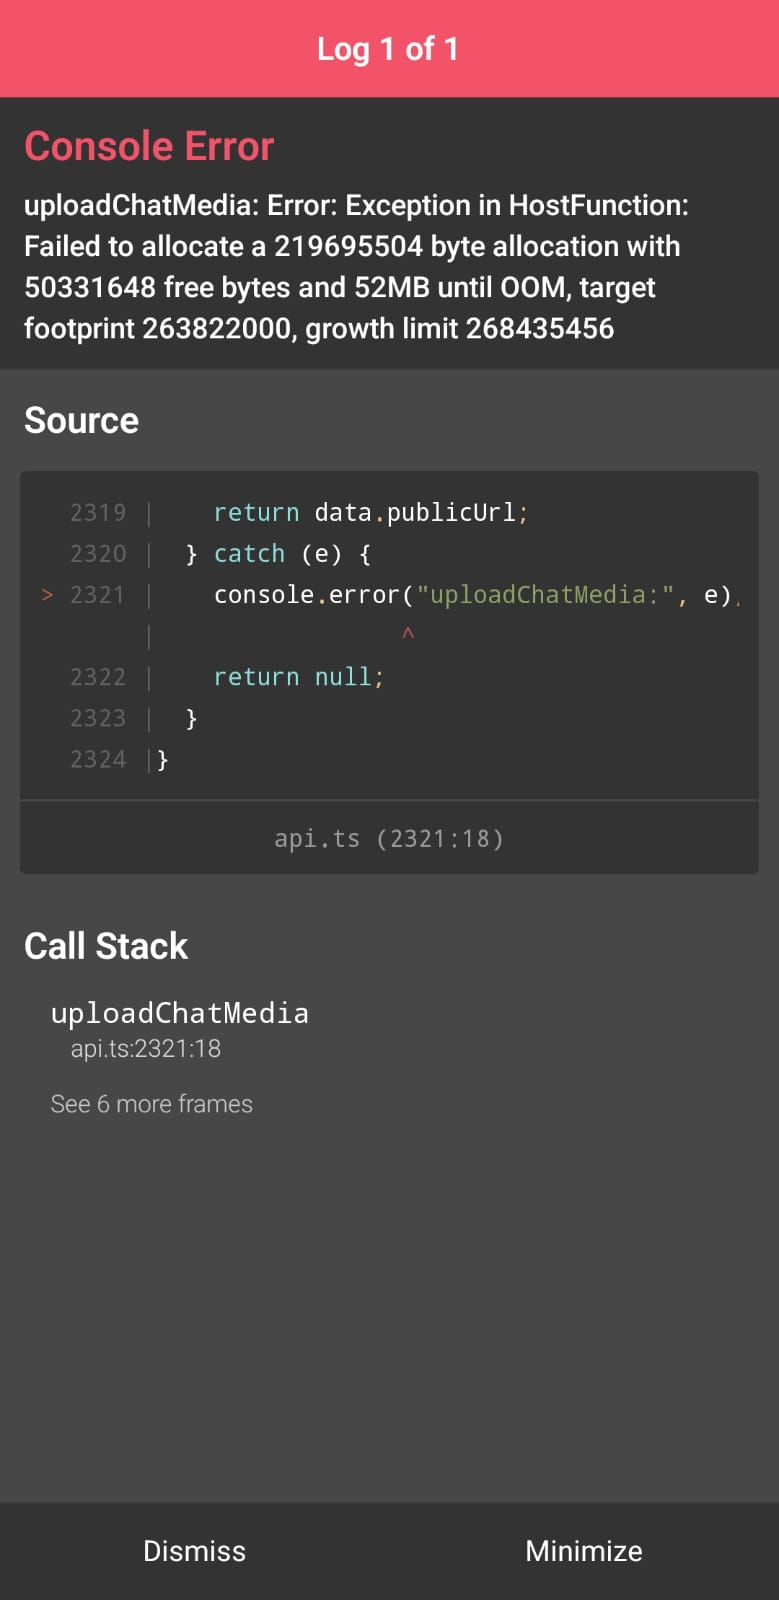 Log 1 of 1
Console Error
uploadChatMedia: Error: Exception in HostFunction:
Failed to allocate a 219695504 byte allocation with
50331648 free bytes and 52MB until OOM, target
footprint 263822000, growth limit 268435456
Source
2319 |     return data.publicUrl;
2320 |   } catch (e) {
> 2321 |     console.error("uploadChatMedia:", e),
|                  ^
2322 |     return null;
2323 |   }
2324 |}
api.ts (2321:18)
Call Stack
uploadChatMedia
api.ts:2321:18
See 6 more frames
Dismiss
Minimize